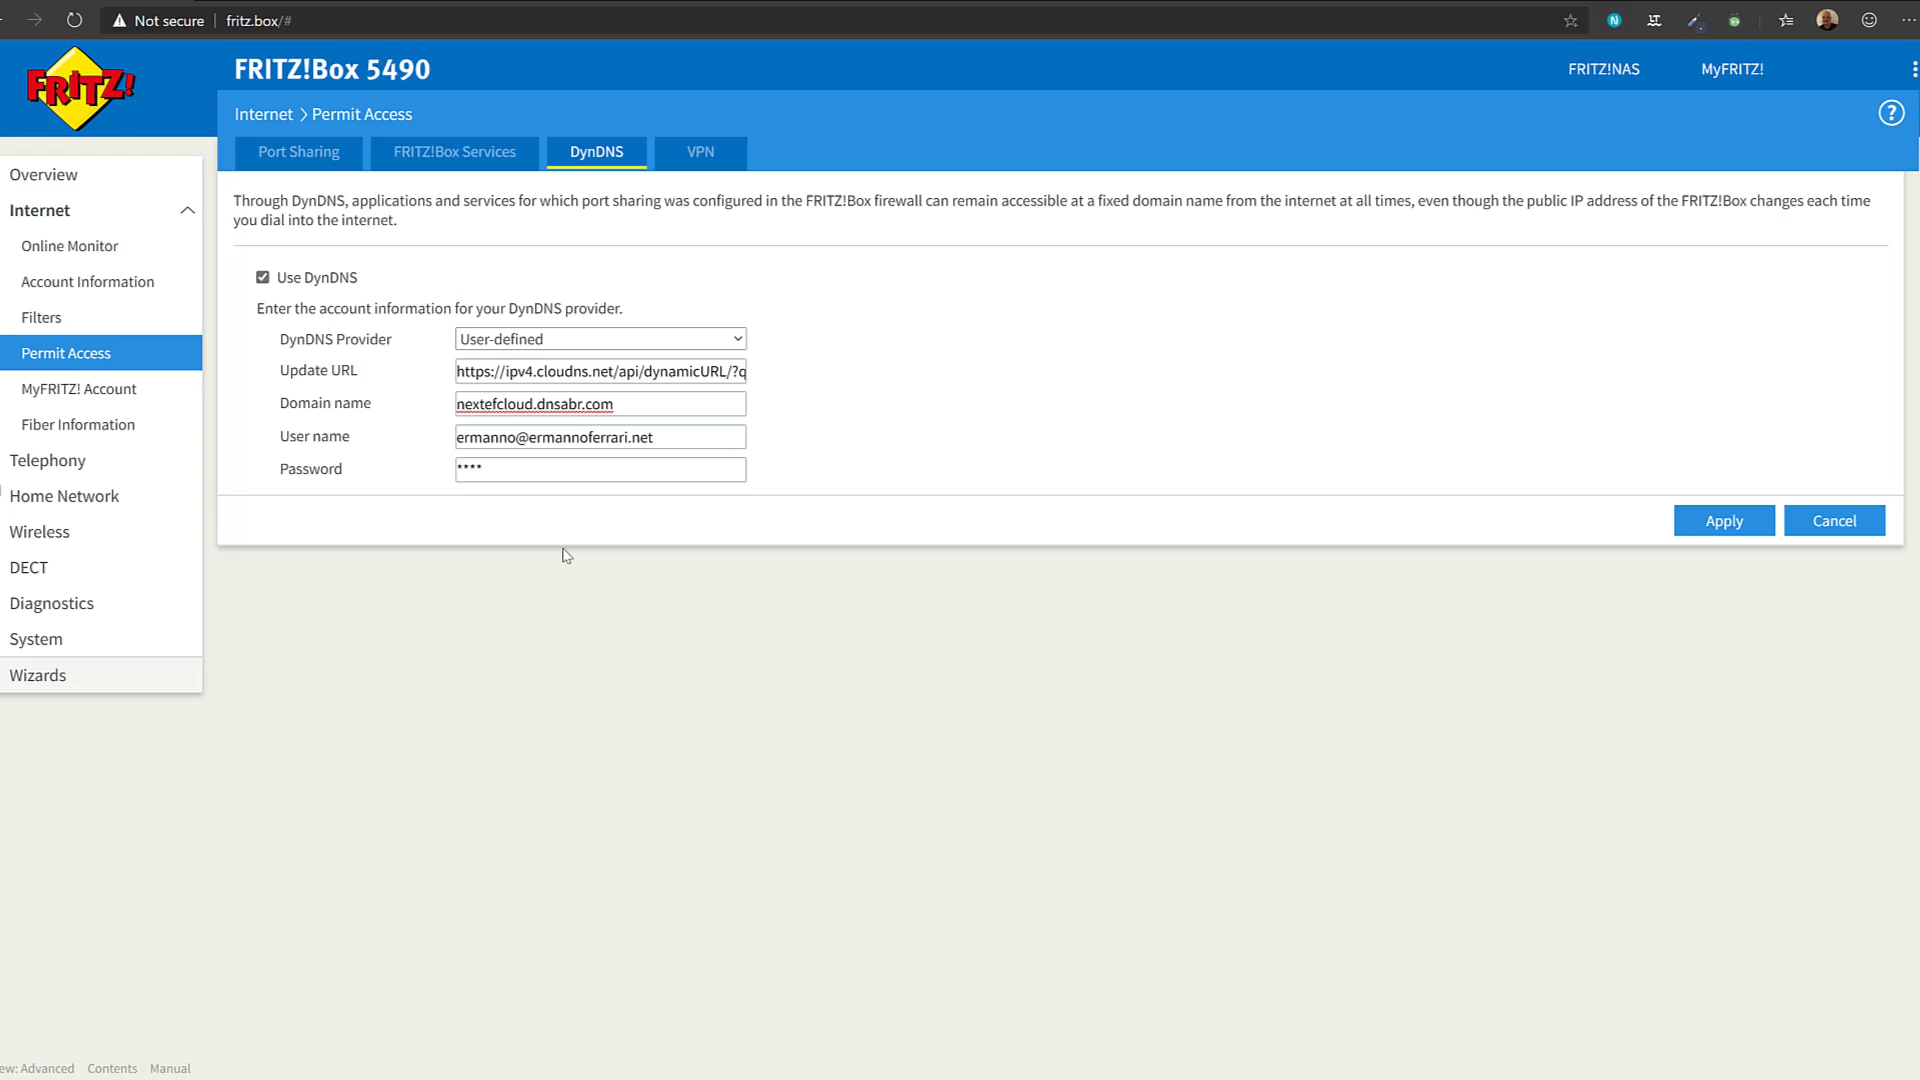 Not secure
fritz.box/#
FRITZ!
FRITZ!Box 5490
FRITZ!NAS
MyFRITZ!
Internet > Permit Access
Port Sharing
FRITZ!Box Services
DynDNS
VPN
Overview
Internet
Online Monitor
Account Information
Filters
Permit Access
MyFRITZ! Account
Fiber Information
Telephony
Home Network
Wireless
DECT
Diagnostics
System
Wizards
Through DynDNS, applications and services for which port sharing was configured in the FRITZ!Box firewall can remain accessible at a fixed domain name from the internet at all times, even though the public IP address of the FRITZ!Box changes each time
you dial into the internet.
Use DynDNS
Enter the account information for your DynDNS provider.
DynDNS Provider
User-defined
Update URL
https://ipv4.cloudns.net/api/dynamicURL/?q
Domain name
nextefcloud.dnsabr.com
User name
ermanno@ermannoferrari.net
Password
****
Apply
Cancel
ew: Advanced
Contents
Manual